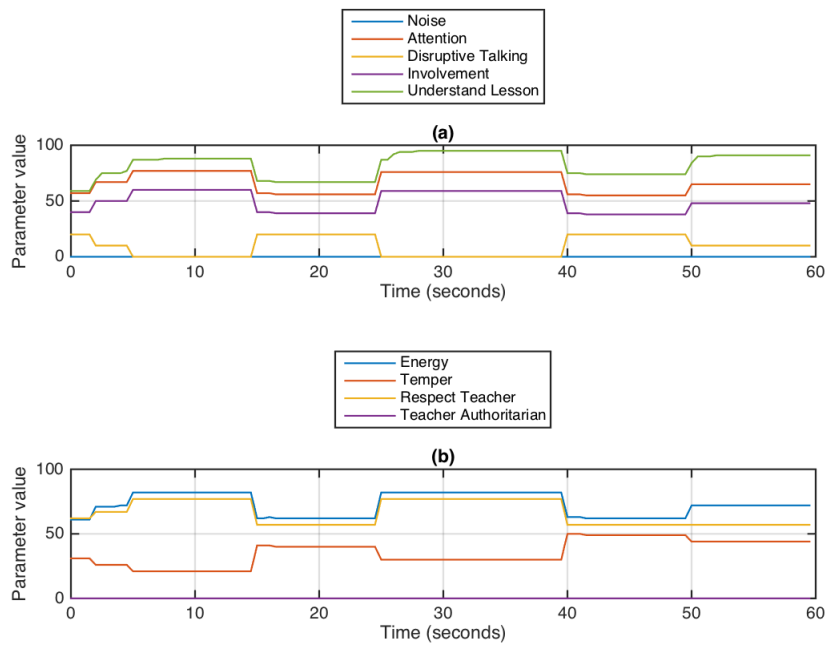 Noise
Attention
Disruptive Talking
Involvement
Understand Lesson
(a)
100
50
0
Parameter value
0 10 20 30 40 50 60
Time (seconds)
Energy
Temper
Respect Teacher
Teacher Authoritarian
(b)
100
50
0
Parameter value
0 10 20 30 40 50 60
Time (seconds)